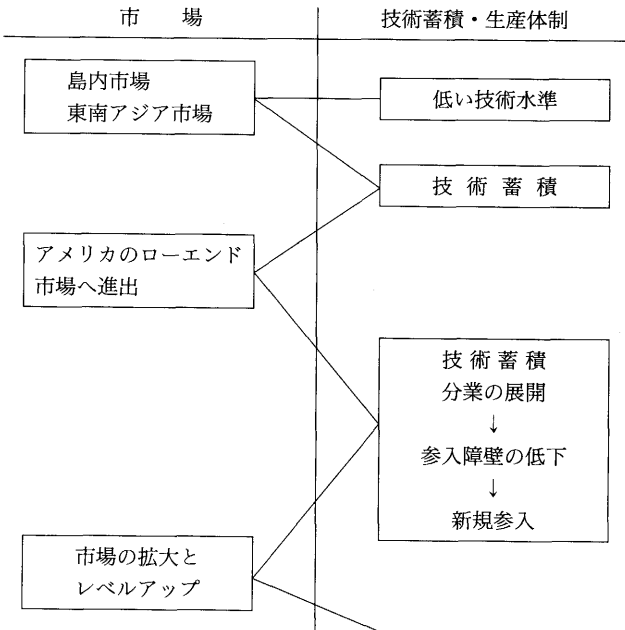 市場
技術蓄積・生産体制
島内市場
東南アジア市場
低い技術水準
技術蓄積
アメリカのローエンド
市場へ進出
技術蓄積
分業の展開
↓
参入障壁の低下
↓
新規参入
市場の拡大と
レベルアップ